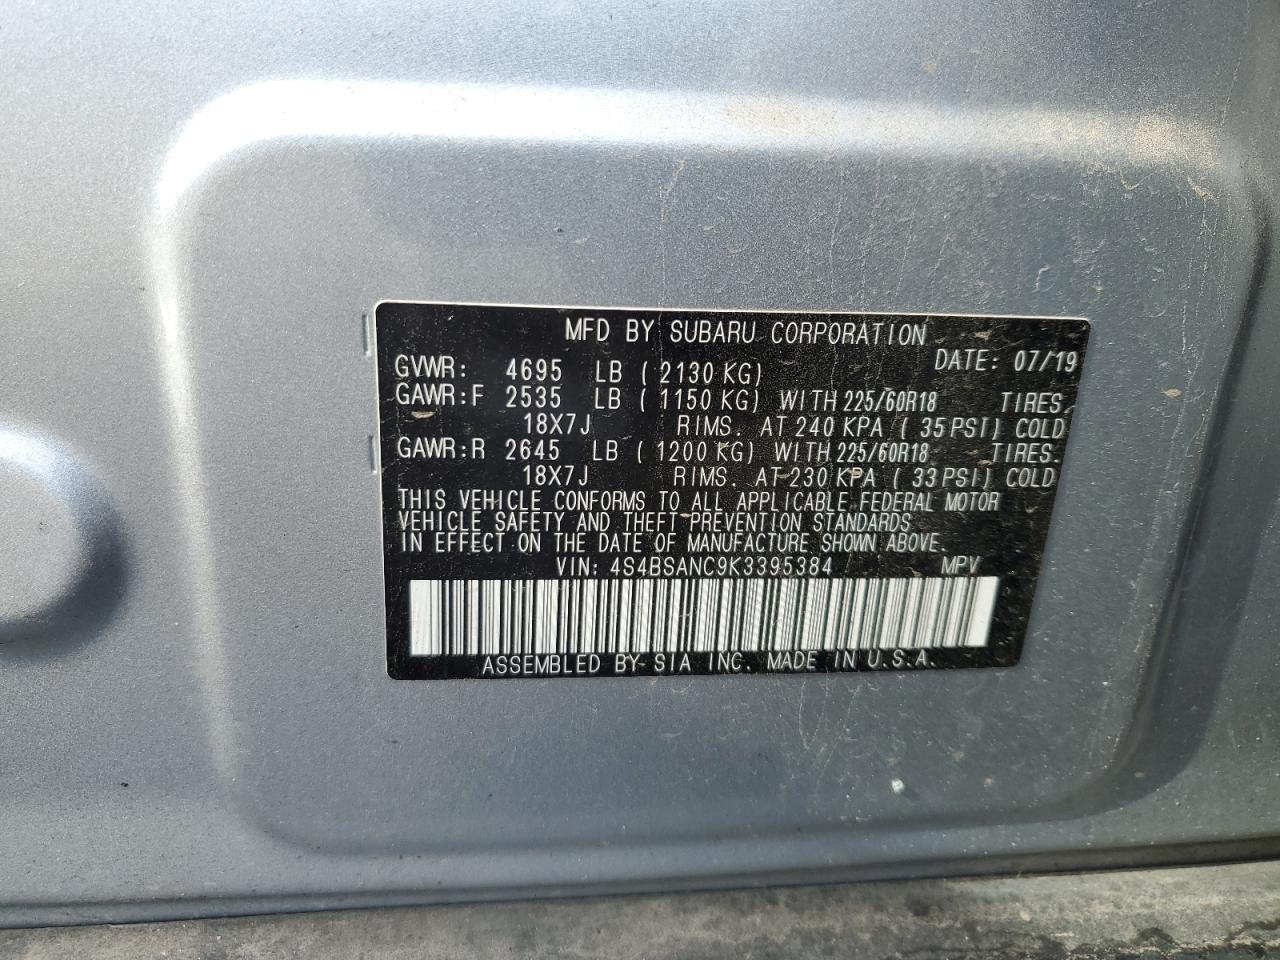 MFD BY SUBARU CORPORATION
DATE: 07/19
GVWR: 4695 LB ( 2130 KG)
GAWR:F 2535 LB ( 1150 KG) WITH 225/60R18 TIRES,
18X7J RIMS. AT 240 KPA ( 35 PSI) COLD
GAWR:R 2645 LB ( 1200 KG) WITH 225/60R18 TIRES.
18X7J RIMS. AT 230 KPA ( 33 PSI) COLD
THIS VEHICLE CONFORMS TO ALL APPLICABLE FEDERAL MOTOR
VEHICLE SAFETY AND THEFT PREVENTION STANDARDS
IN EFFECT ON THE DATE OF MANUFACTURE SHOWN ABOVE.
VIN: 4S4BSANC9K3395384 MPV
ASSEMBLED BY SIA INC. MADE IN U.S.A.